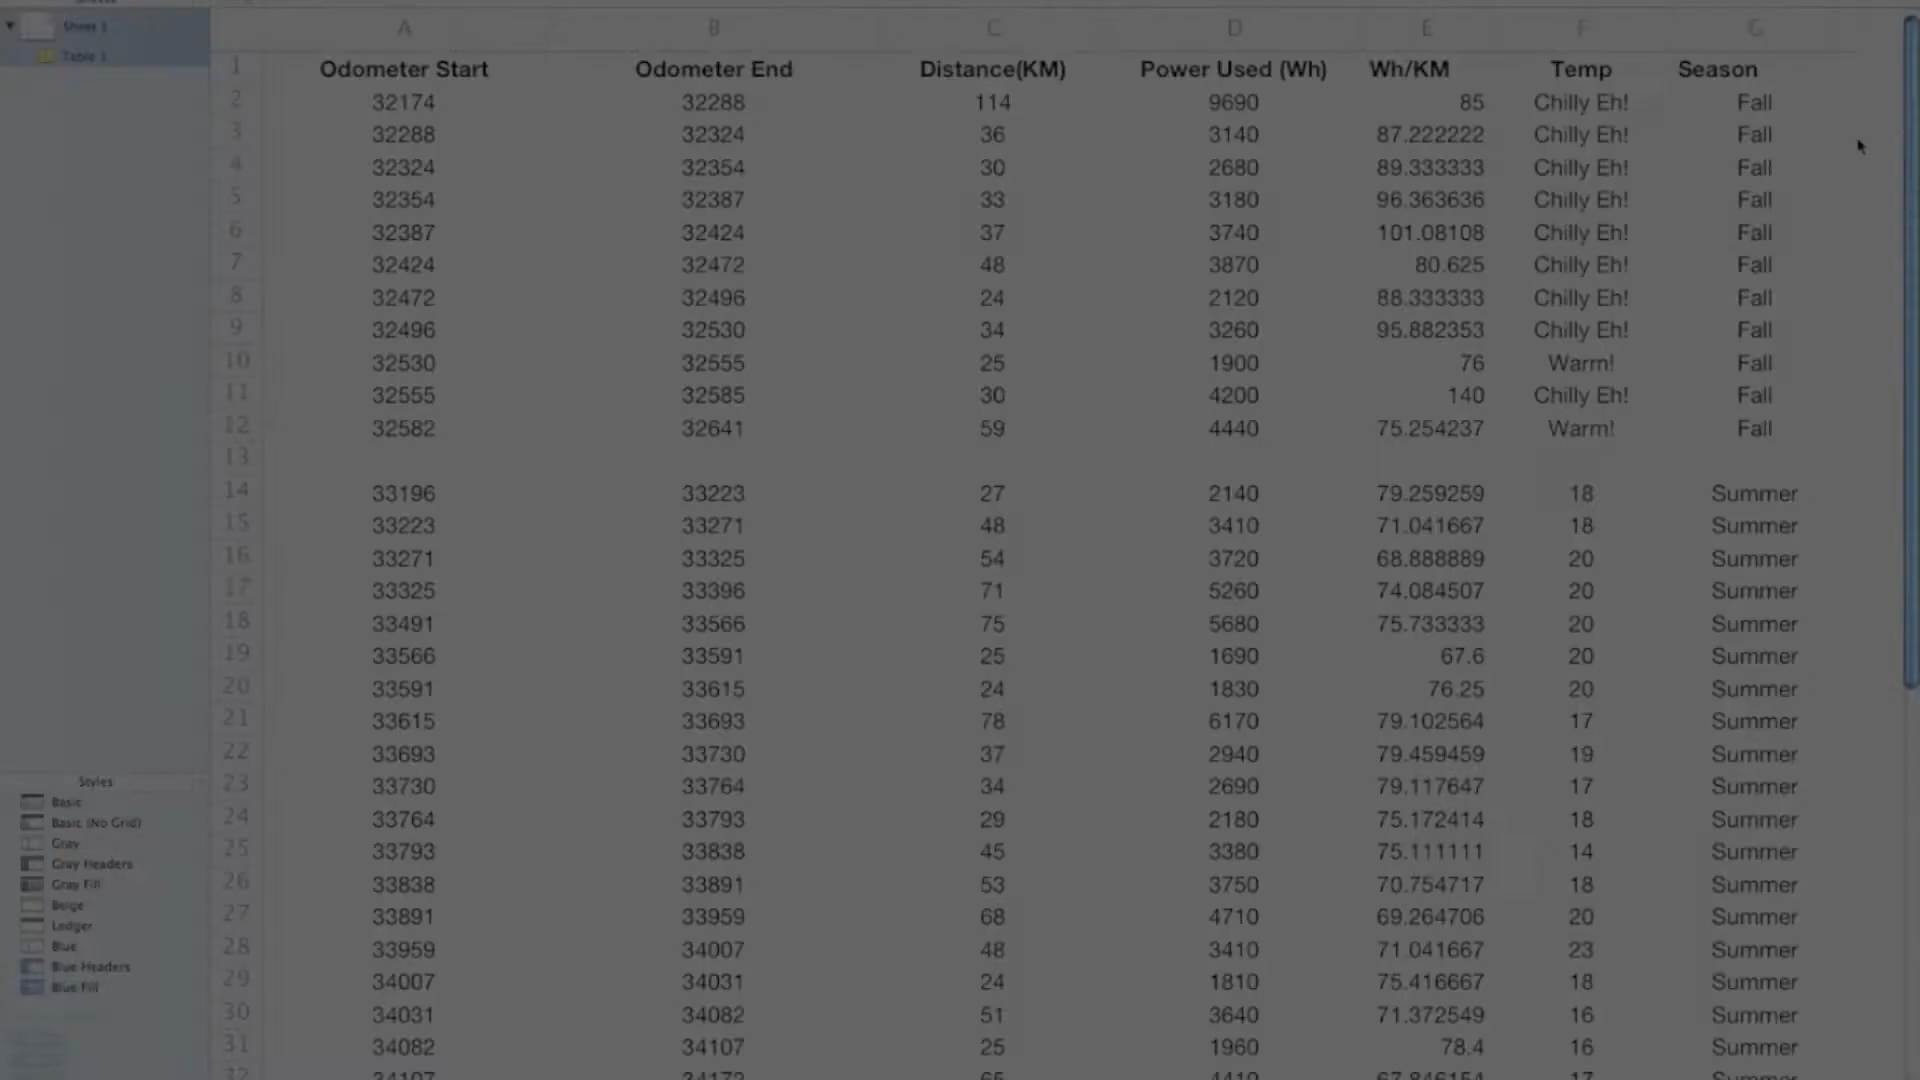 Sheet 1
Table 1
A B C D E F G
1 Odometer Start Odometer End Distance(KM) Power Used (Wh) Wh/KM Temp Season
2 32174 32288 114 9690 85 Chilly Eh! Fall
3 32288 32324 36 3140 87.222222 Chilly Eh! Fall
4 32324 32354 30 2680 89.333333 Chilly Eh! Fall
5 32354 32387 33 3180 96.363636 Chilly Eh! Fall
6 32387 32424 37 3740 101.08108 Chilly Eh! Fall
7 32424 32472 48 3870 80.625 Chilly Eh! Fall
8 32472 32496 24 2120 88.333333 Chilly Eh! Fall
9 32496 32530 34 3260 95.882353 Chilly Eh! Fall
10 32530 32555 25 1900 76 Warm! Fall
11 32555 32585 30 4200 140 Chilly Eh! Fall
12 32582 32641 59 4440 75.254237 Warm! Fall
13
14 33196 33223 27 2140 79.259259 18 Summer
15 33223 33271 48 3410 71.041667 18 Summer
16 33271 33325 54 3720 68.888889 20 Summer
17 33325 33396 71 5260 74.084507 20 Summer
18 33491 33566 75 5680 75.733333 20 Summer
19 33566 33591 25 1690 67.6 20 Summer
20 33591 33615 24 1830 76.25 20 Summer
21 33615 33693 78 6170 79.102564 17 Summer
22 33693 33730 37 2940 79.459459 19 Summer
23 33730 33764 34 2690 79.117647 17 Summer
24 33764 33793 29 2180 75.172414 18 Summer
25 33793 33838 45 3380 75.111111 14 Summer
26 33838 33891 53 3750 70.754717 18 Summer
27 33891 33959 68 4710 69.264706 20 Summer
28 33959 34007 48 3410 71.041667 23 Summer
29 34007 34031 24 1810 75.416667 18 Summer
30 34031 34082 51 3640 71.372549 16 Summer
31 34082 34107 25 1960 78.4 16 Summer
Styles
Basic
Basic (No Grid)
Gray
Gray Headers
Gray Fill
Beige
Ledger
Blue
Blue Headers
Blue Fill